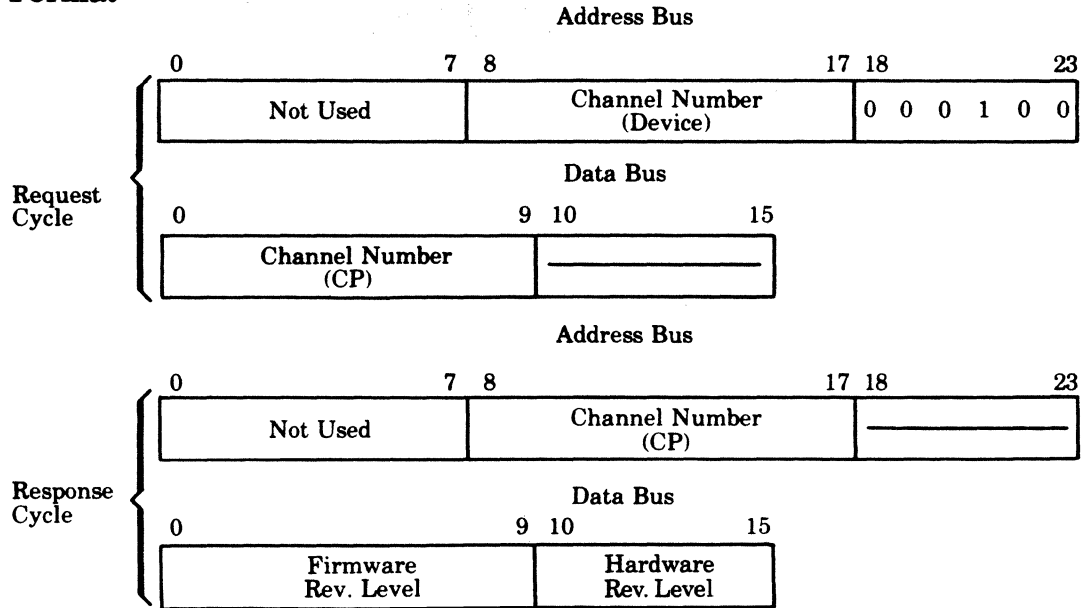 Address Bus
0 7 8 17 18 23
Not Used Channel Number (Device) 0 0 0 1 0 0
Request Cycle
Data Bus
0 9 10 15
Channel Number (CP)
Address Bus
0 7 8 17 18 23
Not Used Channel Number (CP)
Response Cycle
Data Bus
0 9 10 15
Firmware Rev. Level Hardware Rev. Level